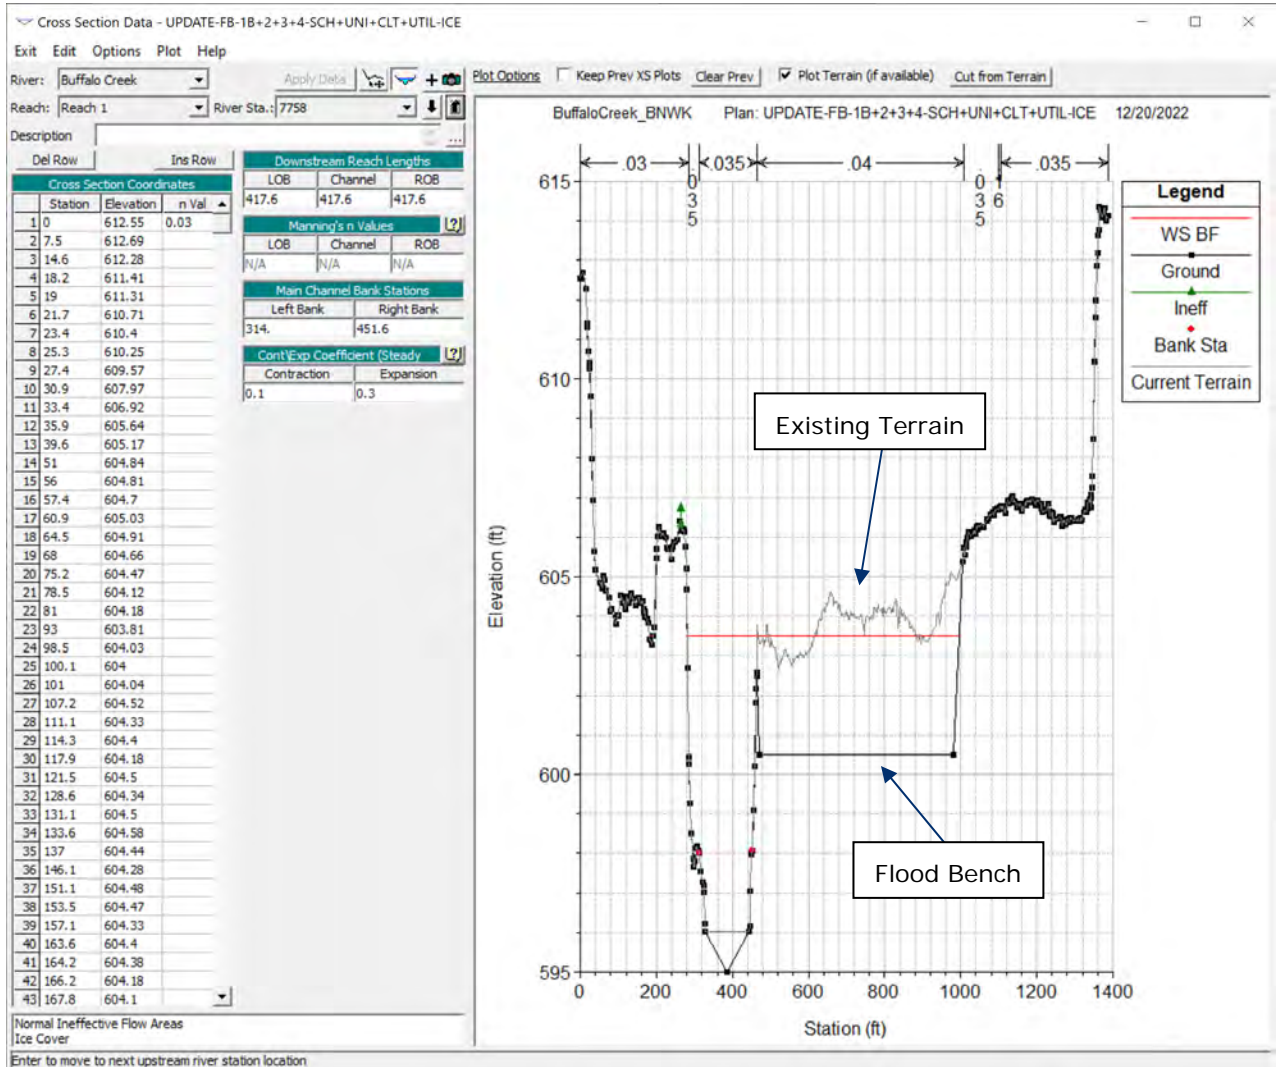 Cross Section Data - UPDATE-FB-1B+2+3+4-SCH+UNI+CLT+UTIL-ICE
Exit Edit Options Plot Help
River: Buffalo Creek Apply Data
Reach: Reach 1 River Sta.: 7758
Description ...
Del Row Ins Row
Cross Section Coordinates
Station Elevation n Val
1 0 612.55 0.03
2 7.5 612.69
3 14.6 612.28
4 18.2 611.41
5 19 611.31
6 21.7 610.71
7 23.4 610.4
8 25.3 610.25
9 27.4 609.57
10 30.9 607.97
11 33.4 606.92
12 35.9 605.64
13 39.6 605.17
14 51 604.84
15 56 604.81
16 57.4 604.7
17 60.9 605.03
18 64.5 604.91
19 68 604.66
20 75.2 604.47
21 78.5 604.12
22 81 604.18
23 93 603.81
24 98.5 604.03
25 100.1 604
26 101 604.04
27 107.2 604.52
28 111.1 604.33
29 114.3 604.4
30 117.9 604.18
31 121.5 604.5
32 128.6 604.34
33 131.1 604.5
34 133.6 604.58
35 137 604.44
36 146.1 604.28
37 151.1 604.48
38 153.5 604.47
39 157.1 604.33
40 163.6 604.4
41 164.2 604.38
42 166.2 604.18
43 167.8 604.1
Downstream Reach Lengths
LOB Channel ROB
417.6 417.6 417.6
Manning's n Values ?
LOB Channel ROB
N/A N/A N/A
Main Channel Bank Stations
Left Bank Right Bank
314. 451.6
Cont\Exp Coefficient (Steady ?
Contraction Expansion
0.1 0.3
Normal Ineffective Flow Areas
Ice Cover
Enter to move to next upstream river station location
Plot Options Keep Prev XS Plots Clear Prev Plot Terrain (if available) Cut from Terrain
BuffaloCreek_BNWK Plan: UPDATE-FB-1B+2+3+4-SCH+UNI+CLT+UTIL-ICE 12/20/2022
.03 .035 .04 .035
.
0
3
5
.
0
3
5
.
1
6
615
610
605
600
595
Elevation (ft)
0 200 400 600 800 1000 1200 1400
Station (ft)
Existing Terrain
Flood Bench
Legend
WS BF
Ground
Ineff
Bank Sta
Current Terrain